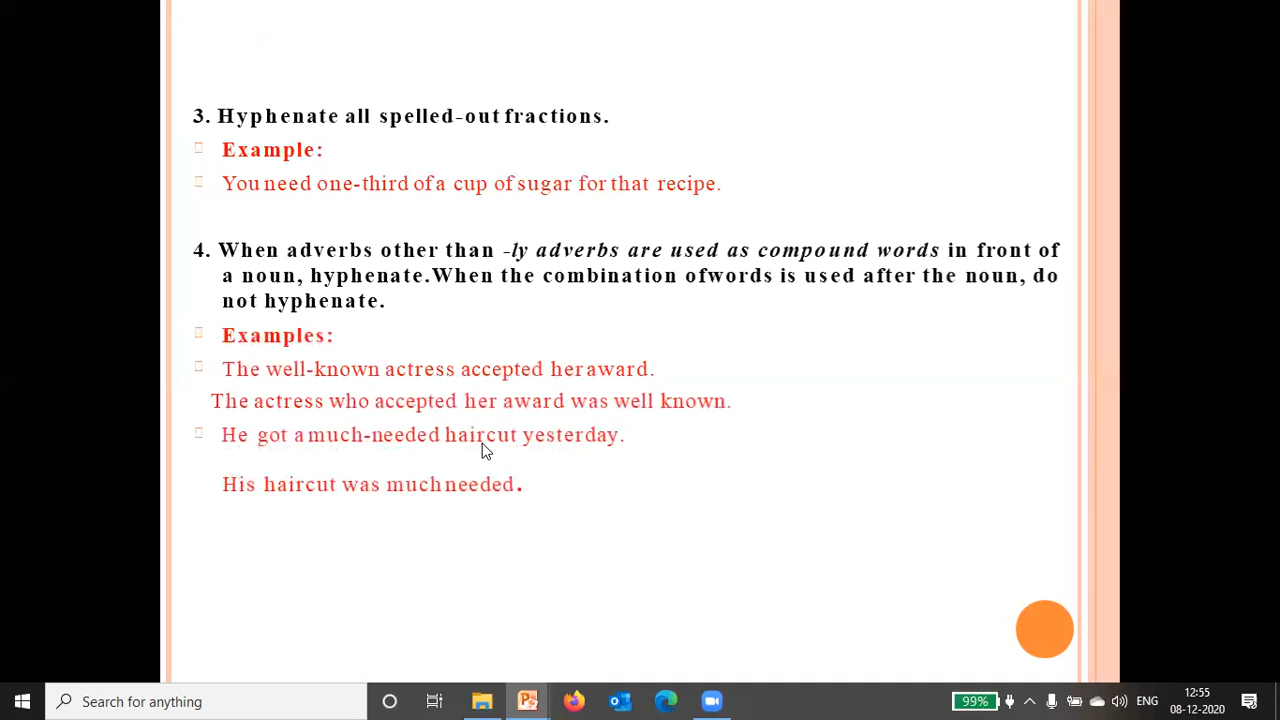 3. Hyphenate all spelled-out fractions.
Example:
You need one-third of a cup of sugar for that recipe.
4. When adverbs other than -ly adverbs are used as compound words in front of
a noun, hyphenate.When the combination ofwords is used after the noun, do
not hyphenate.
Examples:
The well-known actress accepted her award.
The actress who accepted her award was well known.
He got a much-needed haircut yesterday.
His haircut was much needed.
Search for anything
99%
ENG
12:55
08-12-2020